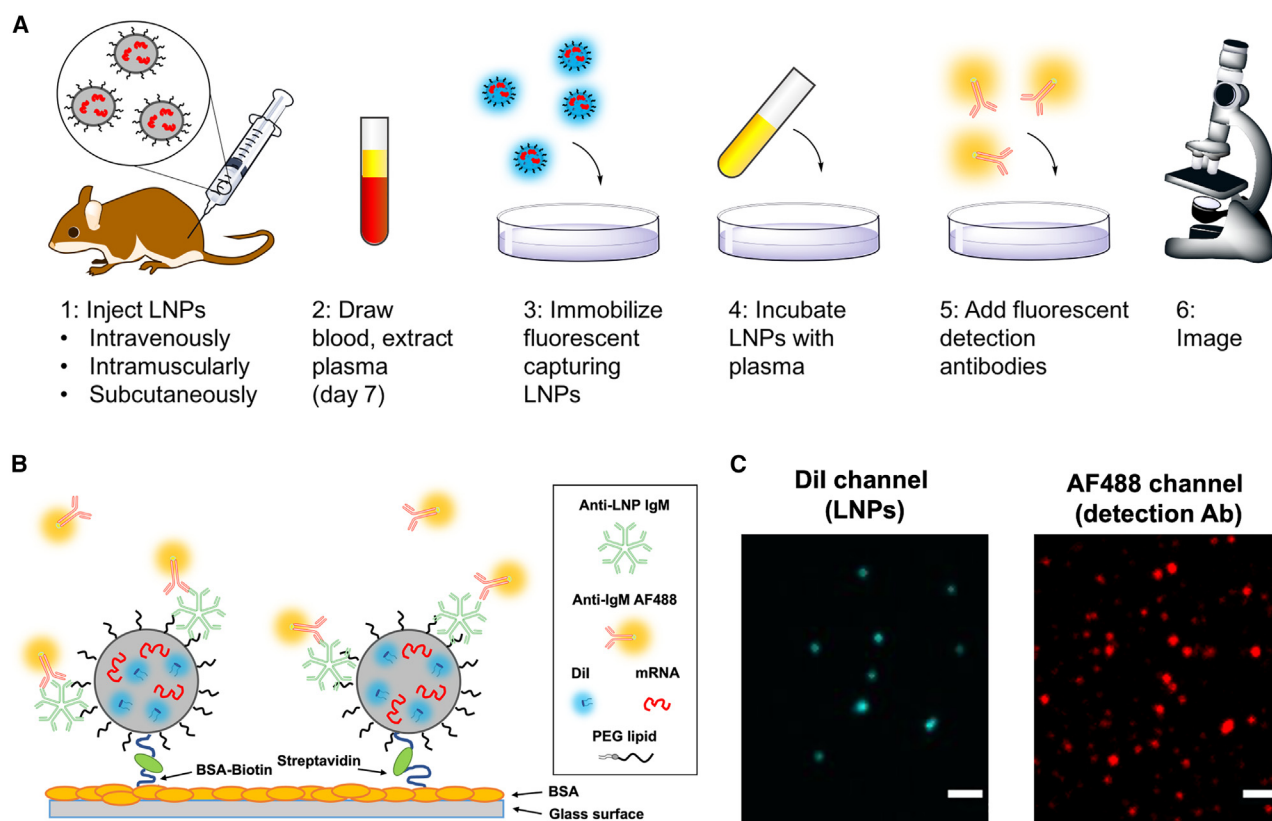 A
1: Inject LNPs
• Intravenously
• Intramuscularly
• Subcutaneously
2: Draw
blood, extract
plasma
(day 7)
3: Immobilize
fluorescent
capturing
LNPs
4: Incubate
LNPs with
plasma
5: Add fluorescent
detection
antibodies
6:
Image
B
Anti-LNP IgM
Anti-IgM AF488
DiI
mRNA
PEG lipid
BSA-Biotin
Streptavidin
BSA
Glass surface
C
DiI channel
(LNPs)
AF488 channel
(detection Ab)